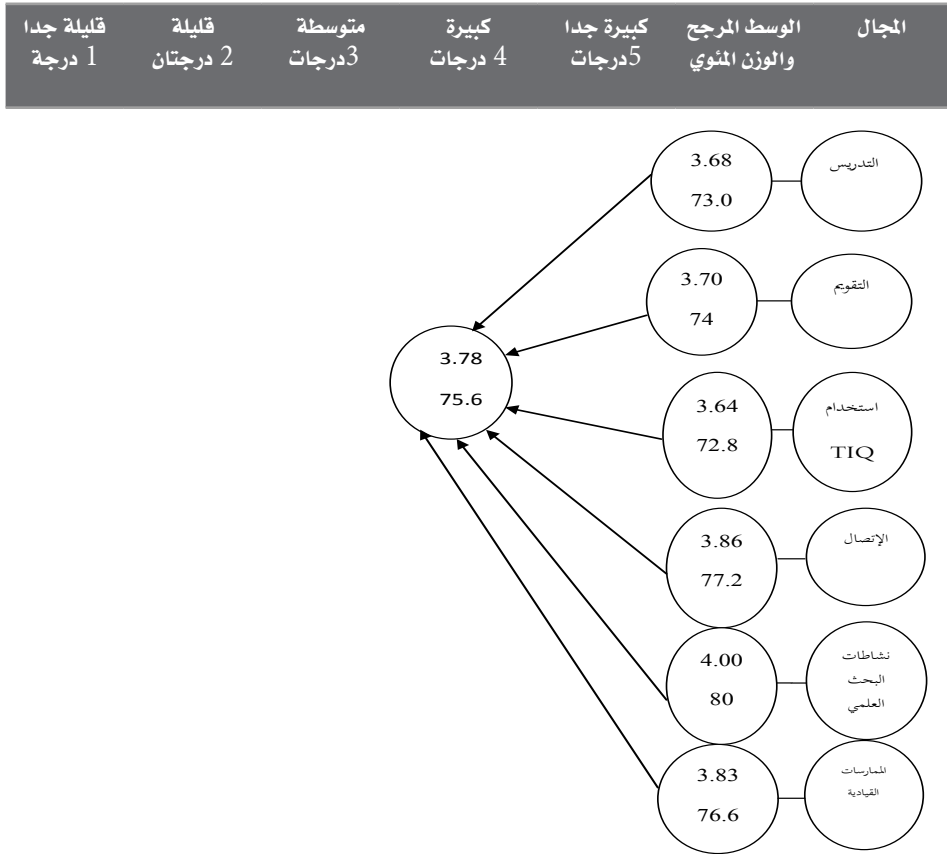 المجال
الوسط المرجح
والوزن المئوي
كبيرة جدا
5درجات
كبيرة
4 درجات
متوسطة
3درجات
قليلة
2 درجتان
قليلة جدا
1 درجة
التدريس
3.68
73.0
التقويم
3.70
74
3.78
75.6
استخدام
TIQ
3.64
72.8
الإتصال
3.86
77.2
نشاطات
البحث
العلمي
4.00
80
الممارسات
القيادية
3.83
76.6